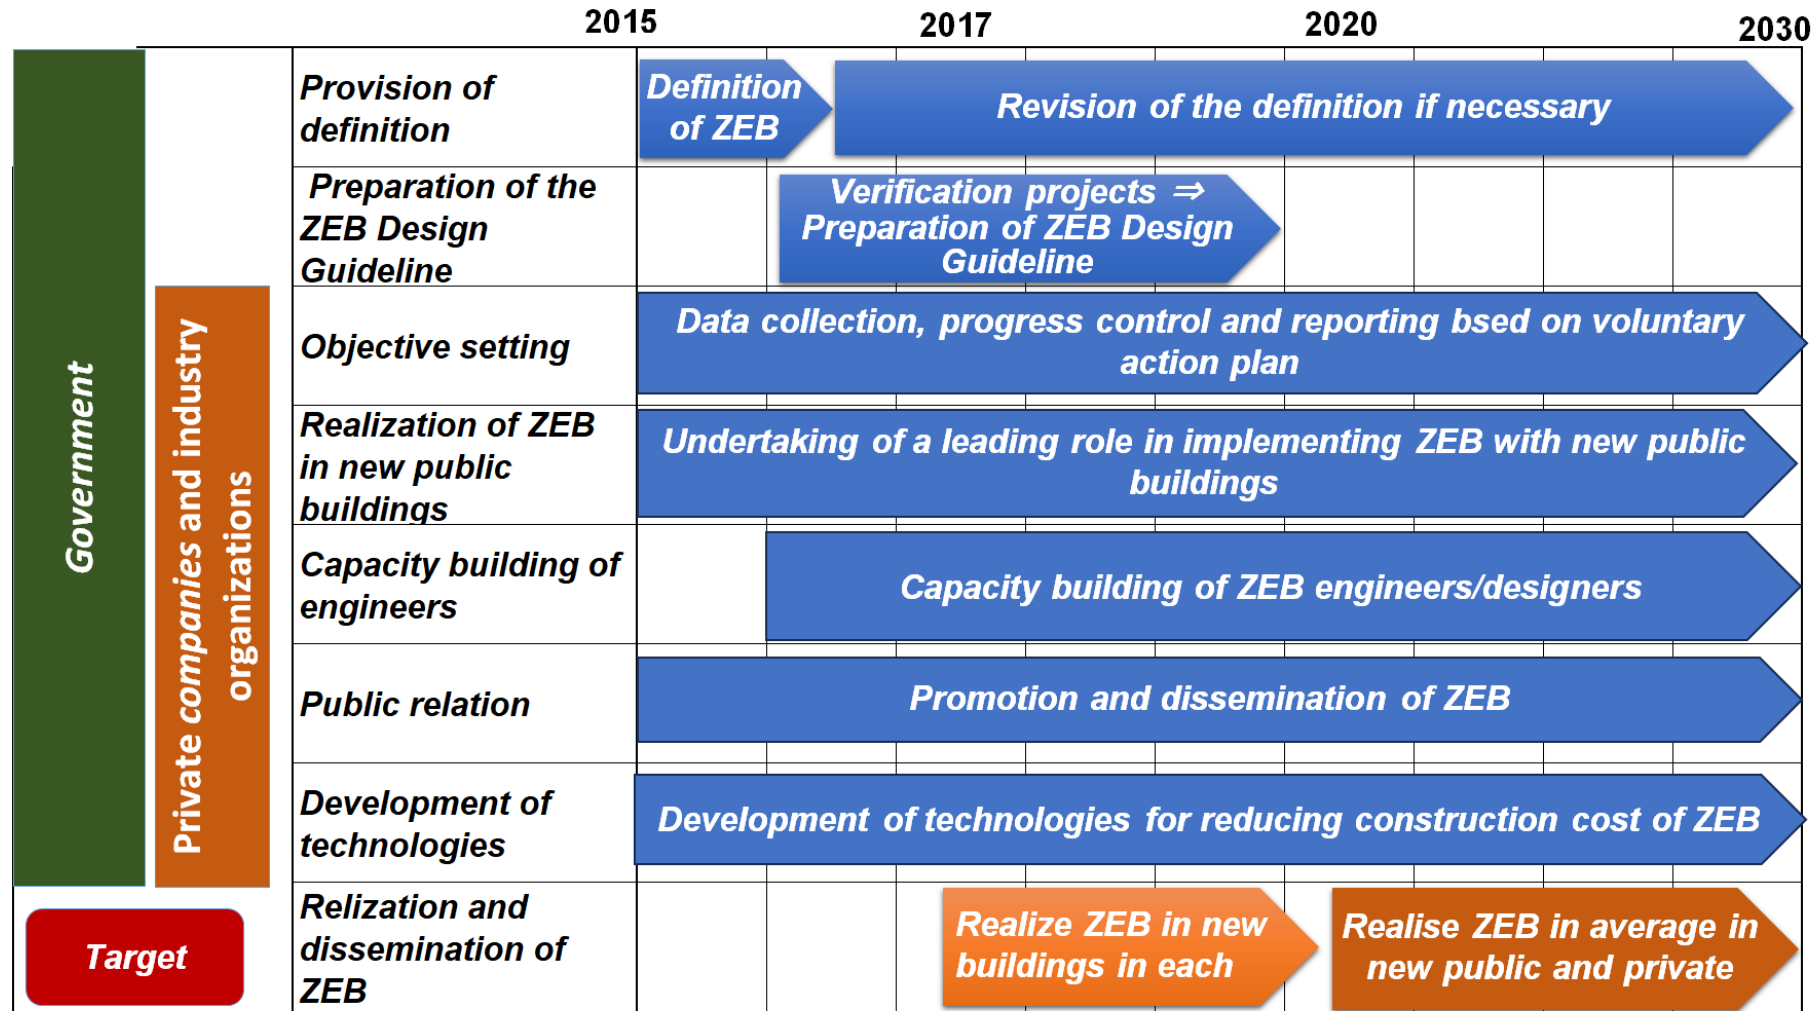 2015
2017
2020
2030
Government
Private companies and industry
organizations
Provision of
definition
Definition
of ZEB
Revision of the definition if necessary
Preparation of the
ZEB Design
Guideline
Verification projects ⇒
Preparation of ZEB Design
Guideline
Objective setting
Data collection, progress control and reporting bsed on voluntary
action plan
Realization of ZEB
in new public
buildings
Undertaking of a leading role in implementing ZEB with new public
buildings
Capacity building of
engineers
Capacity building of ZEB engineers/designers
Public relation
Promotion and dissemination of ZEB
Development of
technologies
Development of technologies for reducing construction cost of ZEB
Target
Relization and
dissemination of
ZEB
Realize ZEB in new
buildings in each
Realise ZEB in average in
new public and private